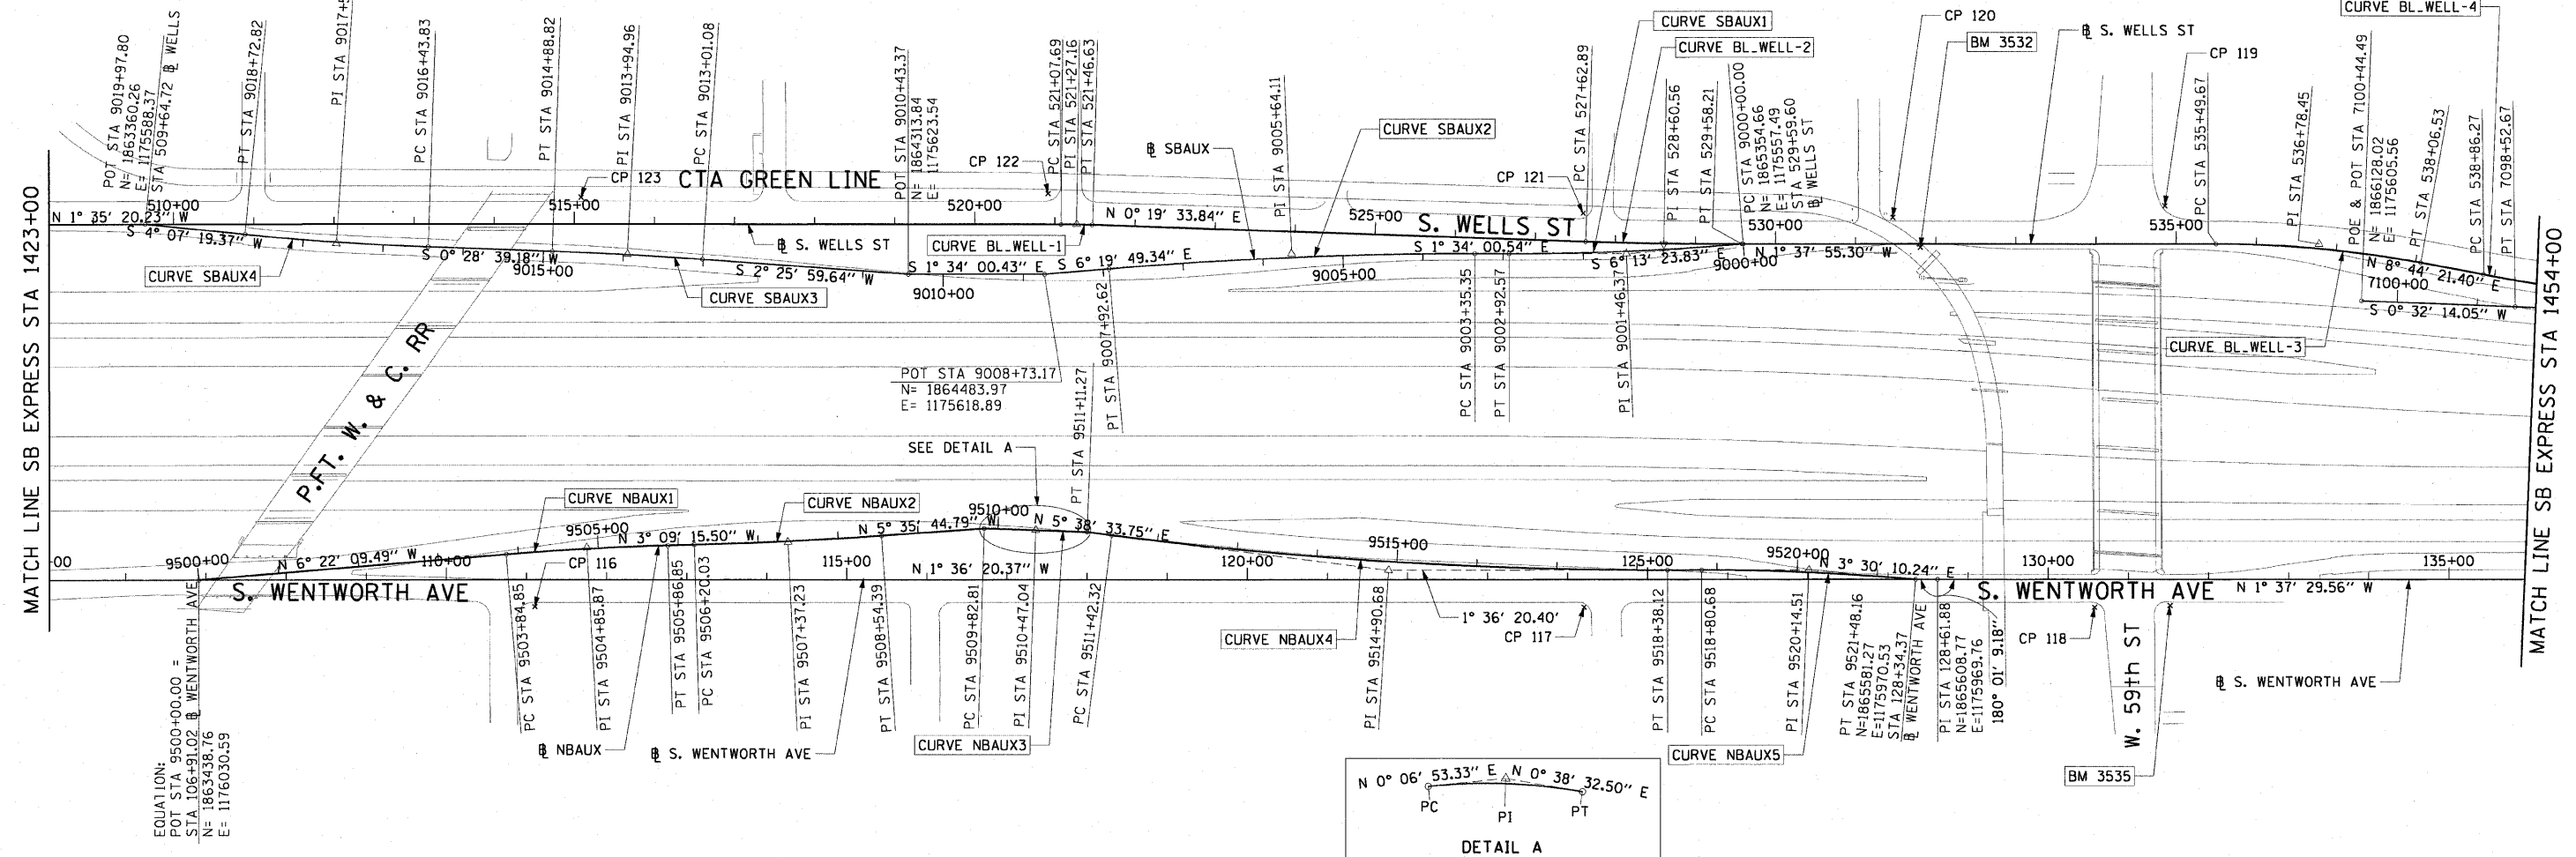 MATCH LINE SB EXPRESS STA 1423+00
POT STA 9019+97.80
N= 1863360.26
E= 1175588.37
STA 509+64.72 ⅊ WELLS
PT STA 9018+72.82
PI STA 9017+5
PC STA 9016+43.83
PT STA 9014+88.82
PI STA 9013+94.96
PC STA 9013+01.08
POT STA 9010+43.37
N= 1864313.84
E= 1175623.54
CP 122
PC STA 521+07.69
PI STA 521+27.16
PT STA 521+46.63
⅊ SBAUX
PI STA 9005+64.11
CURVE SBAUX2
CURVE SBAUX1
CURVE BL_WELL-2
CP 121
PC STA 527+62.89
PI STA 528+60.56
PT STA 529+58.21
PC STA 9000+00.00
N= 1865354.66
E= 1175557.49
STA 529+59.60
⅊ WELLS ST
CP 120
BM 3532
⅊ S. WELLS ST
CP 119
PC STA 535+49.67
PI STA 536+78.45
CURVE BL_WELL-4
POE & POT STA 7100+44.49
N= 1866128.02
E= 1175605.56
PT STA 538+06.53
PC STA 538+86.27
PT STA 7098+52.67
MATCH LINE SB EXPRESS STA 1454+00
CP 123
CTA GREEN LINE
510+00
515+00
520+00
525+00
530+00
535+00
N 1° 35' 20.23" W
S 4° 07' 19.37" W
CURVE SBAUX4
S 0° 28' 39.18" W
9015+00
S 2° 25' 59.64" W
CURVE SBAUX3
⅊ S. WELLS ST
CURVE BL_WELL-1
N 0° 19' 33.84" E
S 1° 34' 00.43" E
S 6° 19' 49.34" E
9010+00
9005+00
S. WELLS ST
S 1° 34' 00.54" E
S 6° 13' 23.83" E
9000+00
N 1° 37' 55.30" W
N 8° 44' 21.40" E
7100+00
S 0° 32' 14.05" W
CURVE BL_WELL-3
P.FT. W. & C. RR
POT STA 9008+73.17
N= 1864483.97
E= 1175618.89
PT STA 9007+92.62
PC STA 9003+35.35
PT STA 9002+92.57
PI STA 9001+46.37
SEE DETAIL A
PT STA 9511+11.27
CURVE NBAUX1
CURVE NBAUX2
9500+00
N 6° 22' 09.49" W
110+00
9505+00
N 3° 09' 15.50" W
115+00
N 5° 35' 44.79" W
9510+00
N 5° 38' 33.75" E
120+00
9515+00
125+00
9520+00
N 3° 30' 10.24" E
130+00
135+00
00
S. WENTWORTH AVE
CP 116
N 1° 36' 20.37" W
1° 36' 20.40'
CP 117
S. WENTWORTH AVE
N 1° 37' 29.56" W
CP 118
EQUATION:
POT STA 9500+00.00 =
STA 106+91.02 ⅊ WENTWORTH AVE
N= 1863438.76
E= 1176030.59
PC STA 9503+84.85
PI STA 9504+85.87
PT STA 9505+86.85
PC STA 9506+20.03
PI STA 9507+37.23
PT STA 9508+54.39
PC STA 9509+82.81
PI STA 9510+47.04
PC STA 9511+42.32
CURVE NBAUX4
PI STA 9514+90.68
PT STA 9518+38.12
PC STA 9518+80.68
PI STA 9520+14.51
PT STA 9521+48.16
N=1865581.27
E=1175970.53
STA 128+34.37
⅊ WENTWORTH AVE
PI STA 128+61.88
N=1865608.77
E=1175969.76
180° 01' 9.18"
W. 59th ST
⅊ S. WENTWORTH AVE
⅊ NBAUX
⅊ S. WENTWORTH AVE
CURVE NBAUX3
CURVE NBAUX5
BM 3535
N 0° 06' 53.33" E
N 0° 38' 32.50" E
PC
PI
PT
DETAIL A